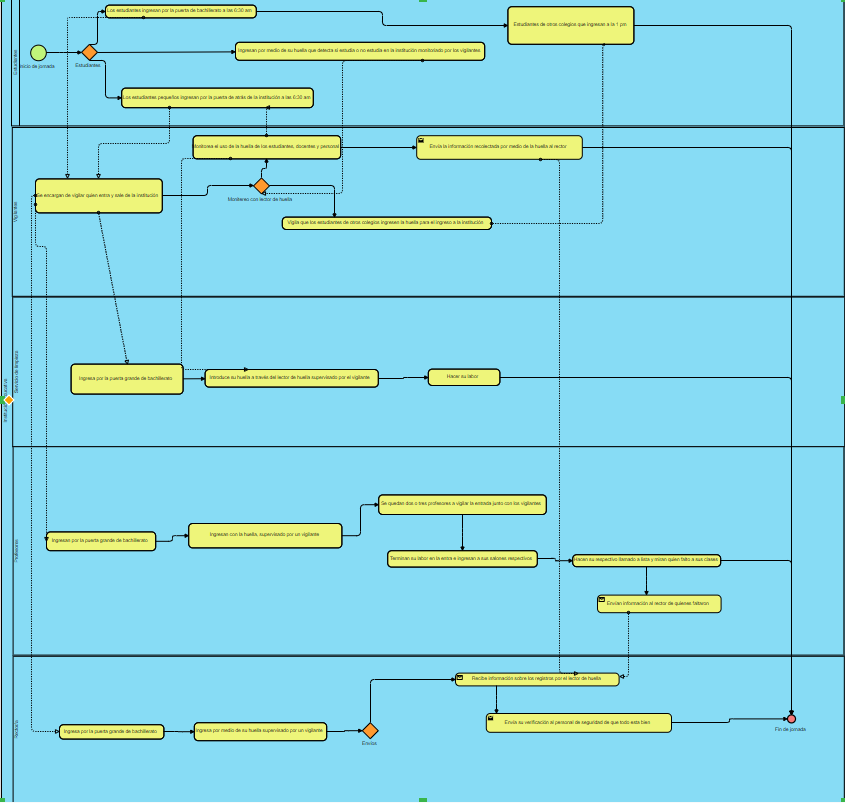 Los estudiantes ingresan por la puerta de bachillerato a las 6:30 am
Estudiantes de otros colegios que ingresan a la 1 pm
Estudiantes
Inicio de jornada
Estudiantes
Ingresan por medio de su huella que detecta si estudia o no estudia en la institución monitoriado por los vigilantes
Los estudiantes pequeños ingresan por la puerta de atrás de la institución a las 6:30 am
Monitorea el uso de la huella de los estudiantes, docentes y personal
Envía la información recolectada por medio de la huella al rector
Vigilantes
Se encargan de vigilar quien entra y sale de la institución
Monitereo con lector de huella
Vigila que los estudiantes de otros colegios ingresen la huella para el ingreso a la institución
Servicio de limpieza
Ingresa por la puerta grande de bachillerato
Introduce su huella a través del lector de huella supervisado por el vigilante
Hacer su labor
Se quedan dos o tres profesores a vigilar la entrada junto con los vigilantes
Profesores
Ingresan por la puerta grande de bachillerato
Ingresan con la huella, supervisado por un vigilante
Terminan su labor en la entra e ingresan a sus salones respectivos
Hacen su respectivo llamado a lista y miran quien falto a sus clases
Envían información al rector de quienes faltaron
Rectoria
Recibe información sobre los registros por el lector de huella
Ingresa por la puerta grande de bachillerato
Ingresa por medio de su huella supervisado por un vigilante
Envíos
Envía su verificación al personal de seguridad de que todo esta bien
Fin de jornada